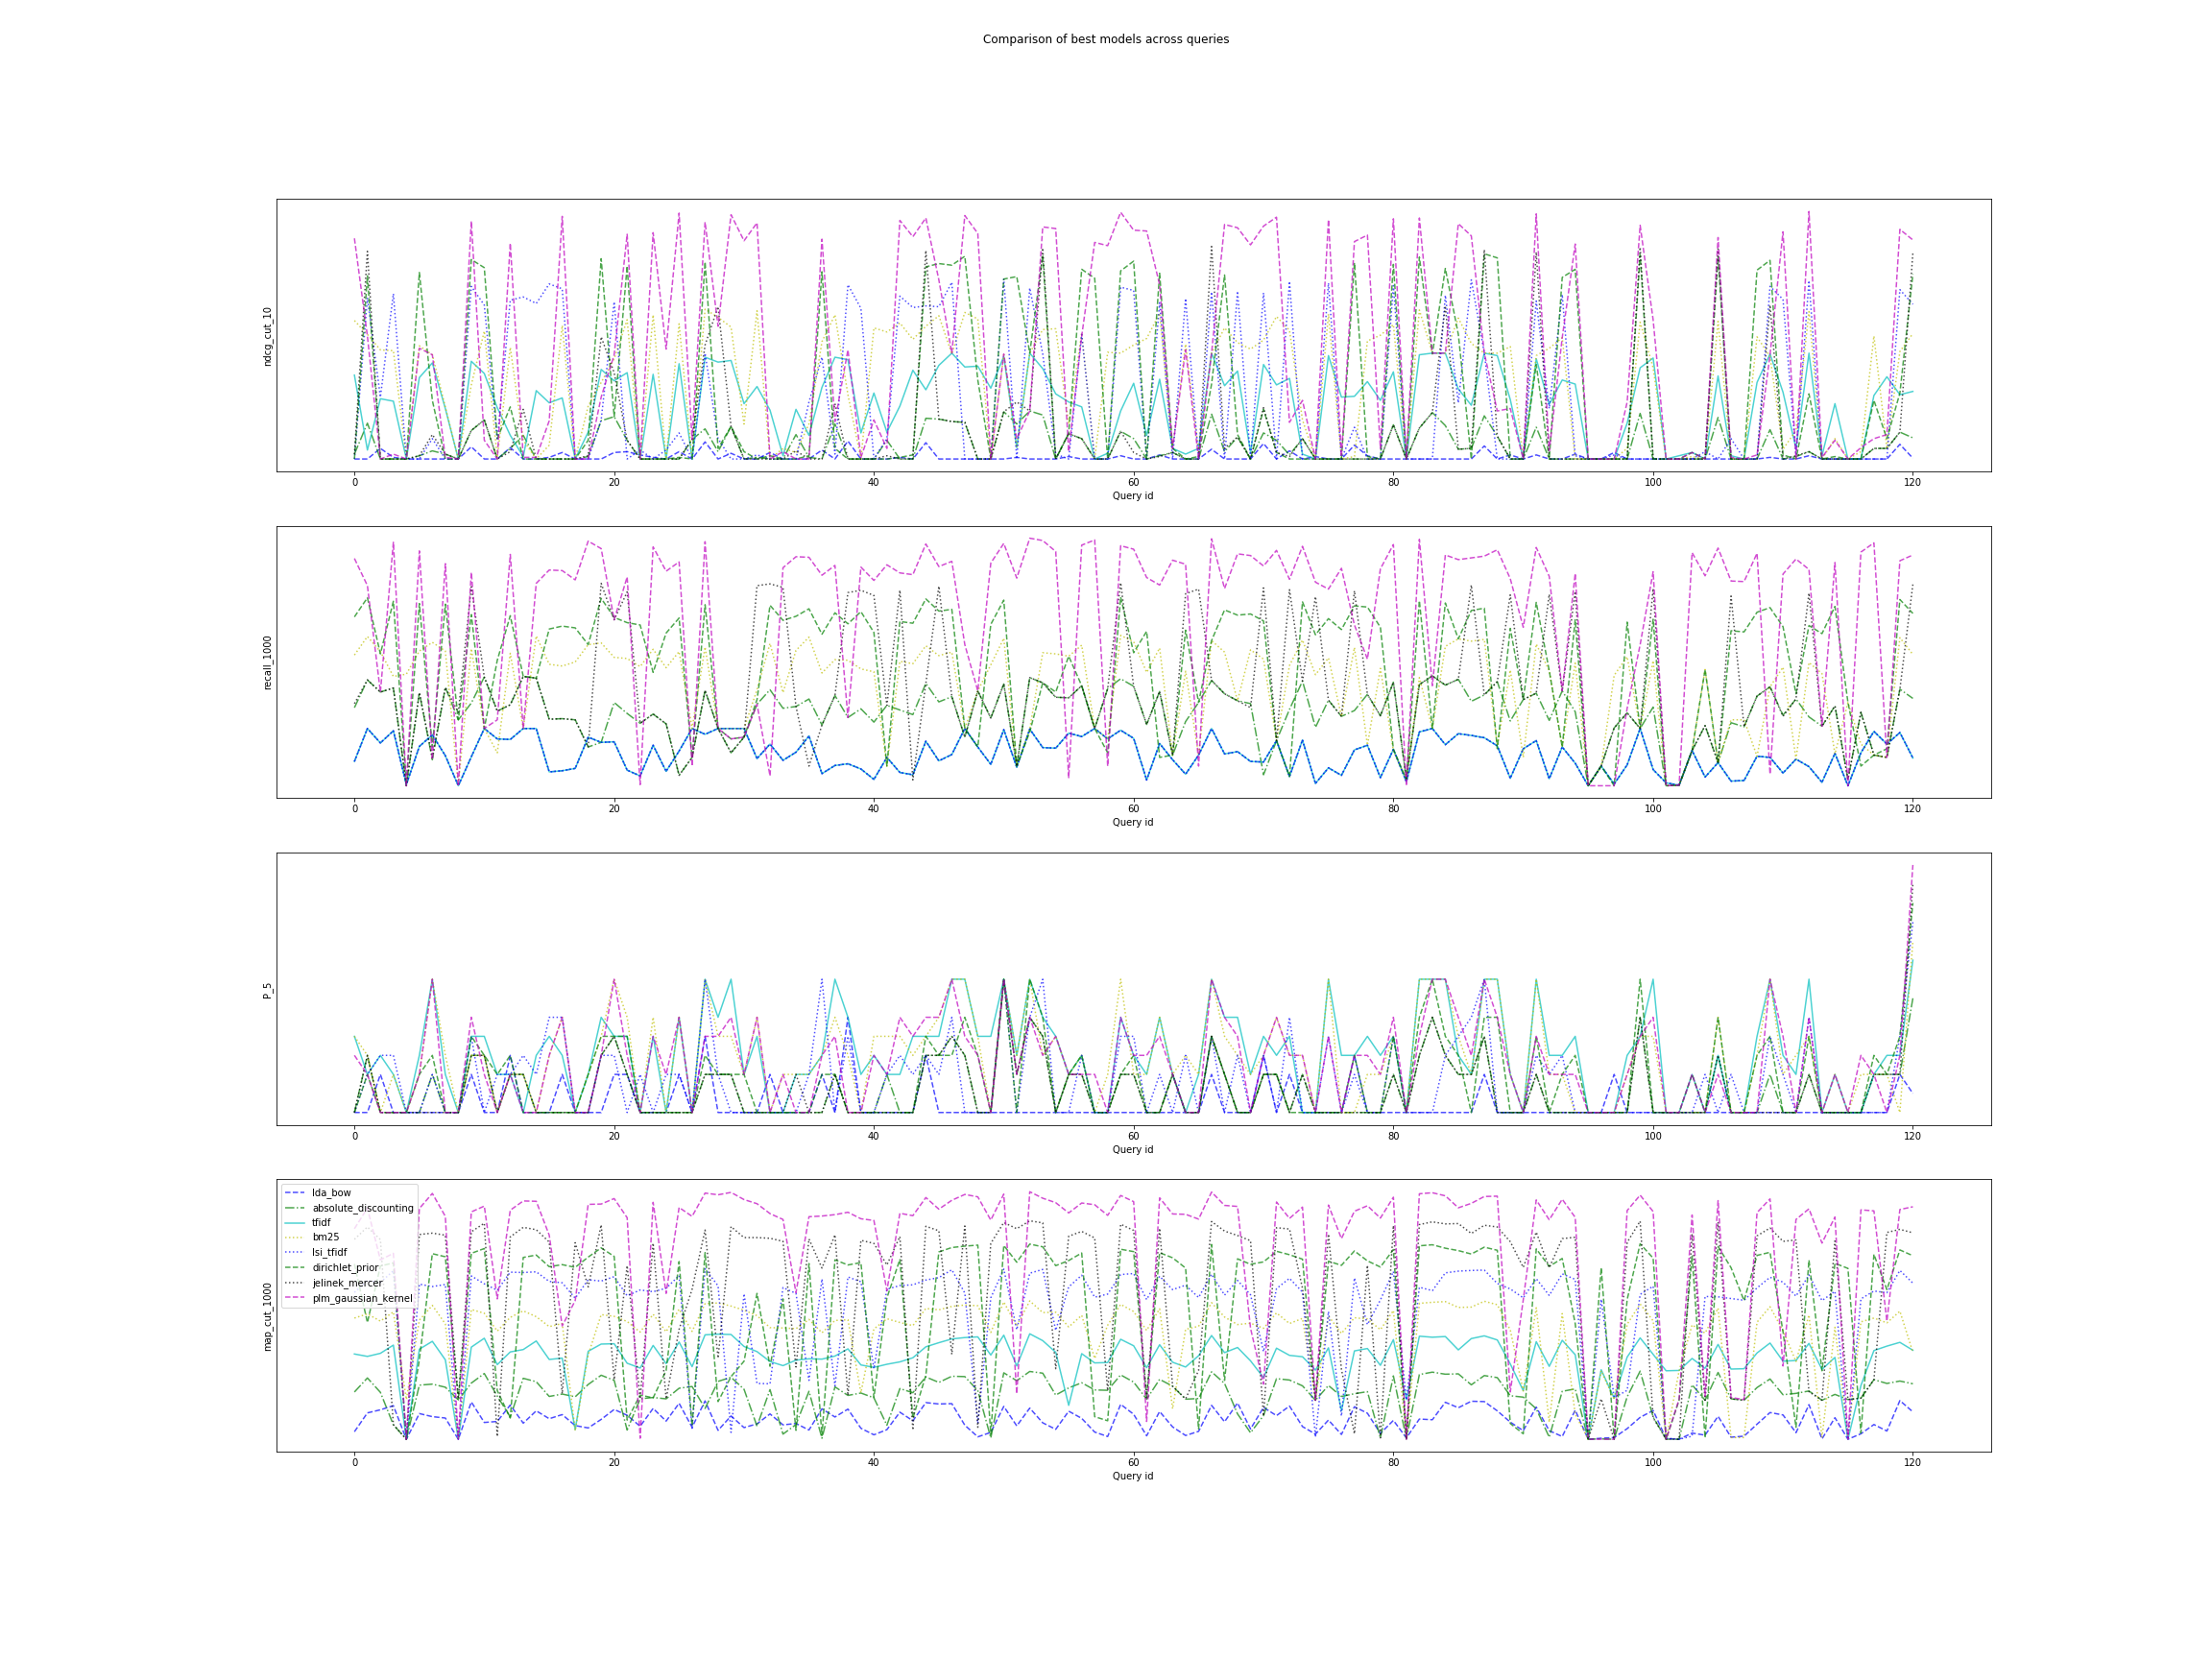 Comparison of best models across queries
ndcg_cut_10
0 20 40 60 80 100 120
Query id
recall_1000
0 20 40 60 80 100 120
Query id
P_5
0 20 40 60 80 100 120
Query id
map_cut_1000
lda_bow
absolute_discounting
tfidf
bm25
lsi_tfidf
dirichlet_prior
jelinek_mercer
plm_gaussian_kernel
0 20 40 60 80 100 120
Query id